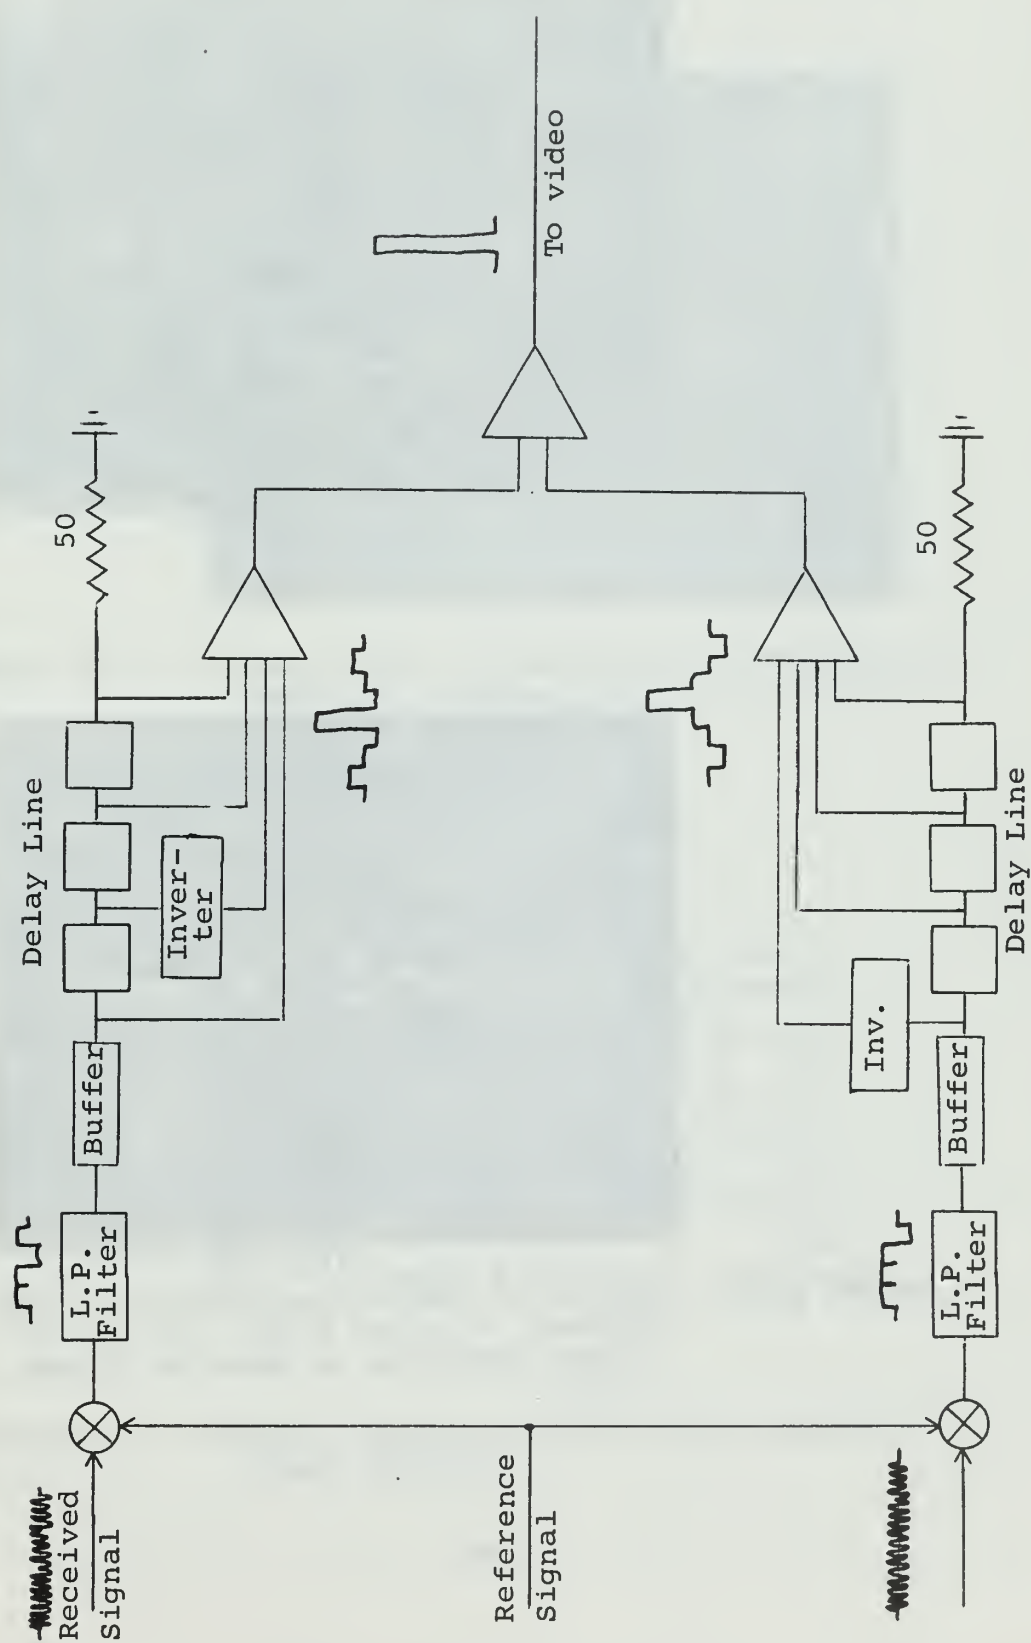 Received
Signal
L.P.
Filter
Buffer
Delay Line
Inver-
ter
50
Reference
Signal
To video
L.P.
Filter
Buffer
Inv.
Delay Line
50